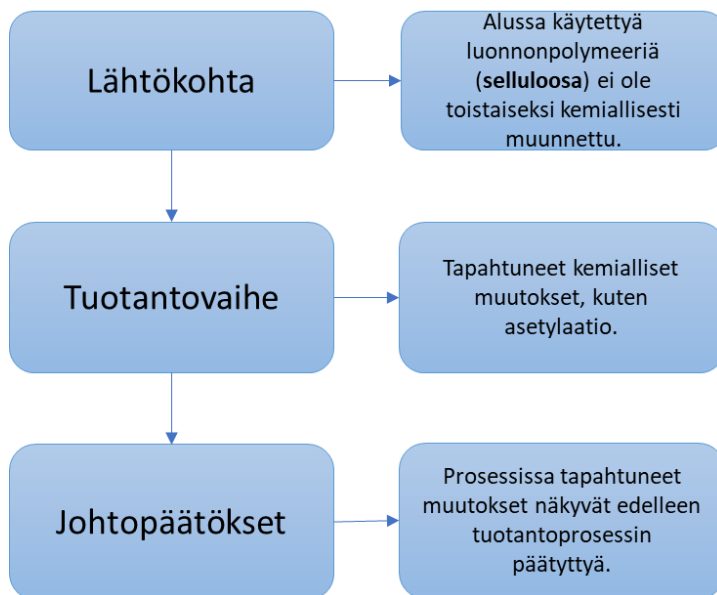 Lähtökohta
Alussa käytettyä
luonnonpolymeeriä
(selluloosa) ei ole
toistaiseksi kemiallisesti
muunnettu.
Tuotantovaihe
Tapahtuneet kemialliset
muutokset, kuten
asetylaatio.
Johtopäätökset
Prosessissa tapahtuneet
muutokset näkyvät edelleen
tuotantoprosessin
päätyttyä.